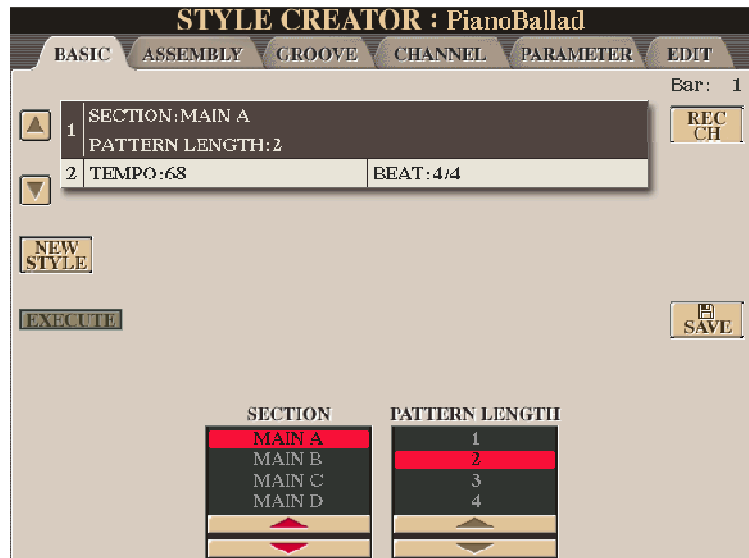 STYLE CREATOR : PianoBallad
BASIC ASSEMBLY GROOVE CHANNEL PARAMETER EDIT
Bar: 1
1 SECTION:MAIN A
PATTERN LENGTH:2
REC CH
2 TEMPO:68 BEAT:4/4
NEW STYLE
EXECUTE
SAVE
SECTION PATTERN LENGTH
MAIN A 1
MAIN B 2
MAIN C 3
MAIN D 4